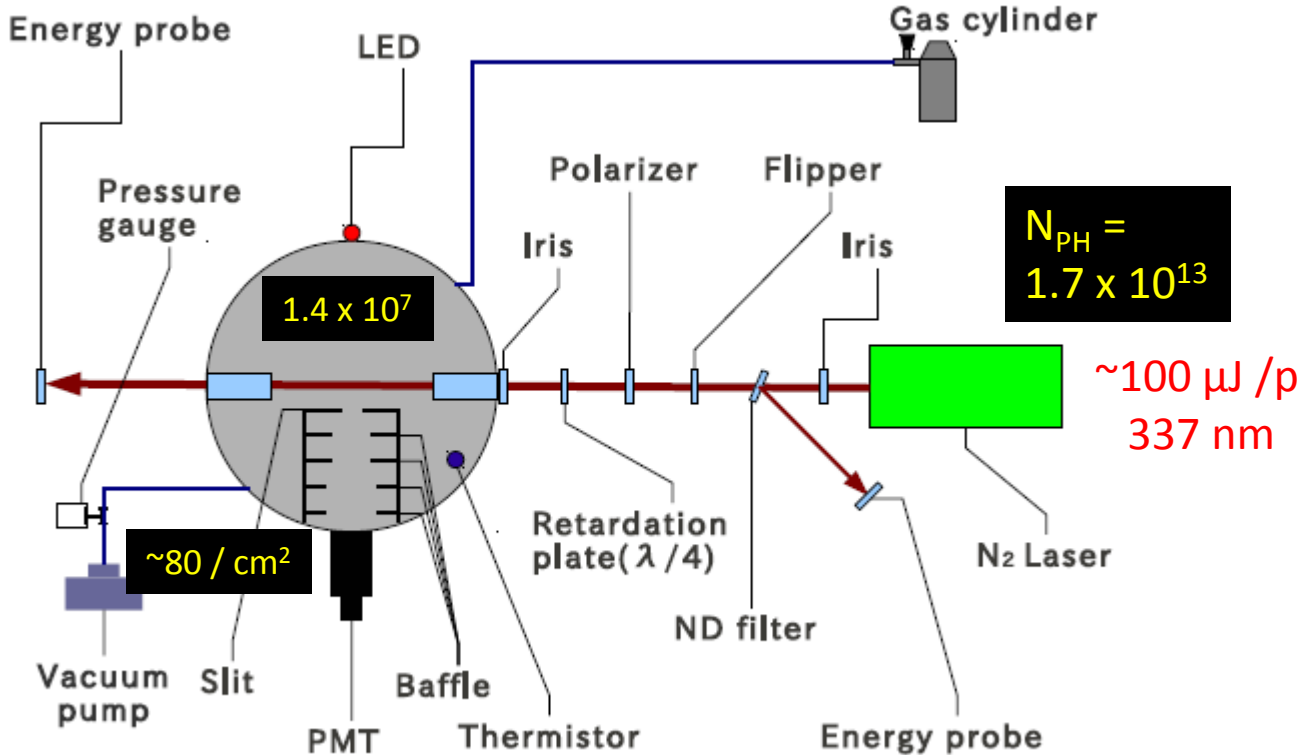 Gas cylinder
Energy probe
LED
Pressure
gauge
Polarizer
Flipper
Iris
Iris
N_PH =
1.7 x 10¹³
1.4 x 10⁷
~100 µJ /p
337 nm
Retardation
plate(λ/4)
N₂ Laser
~80 / cm²
ND filter
Vacuum
pump
Slit
Baffle
PMT
Thermistor
Energy probe